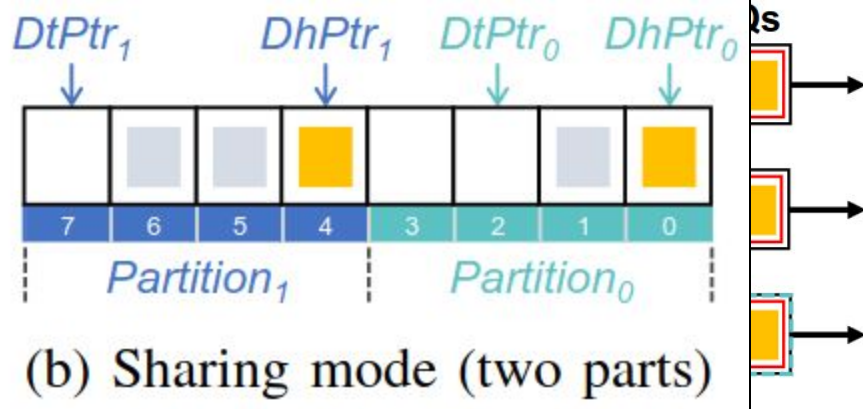 DtPtr₁ DhPtr₁ DtPtr₀ DhPtr₀
7 6 5 4 3 2 1 0
Partition₁ Partition₀
(b) Sharing mode (two parts)
Qs